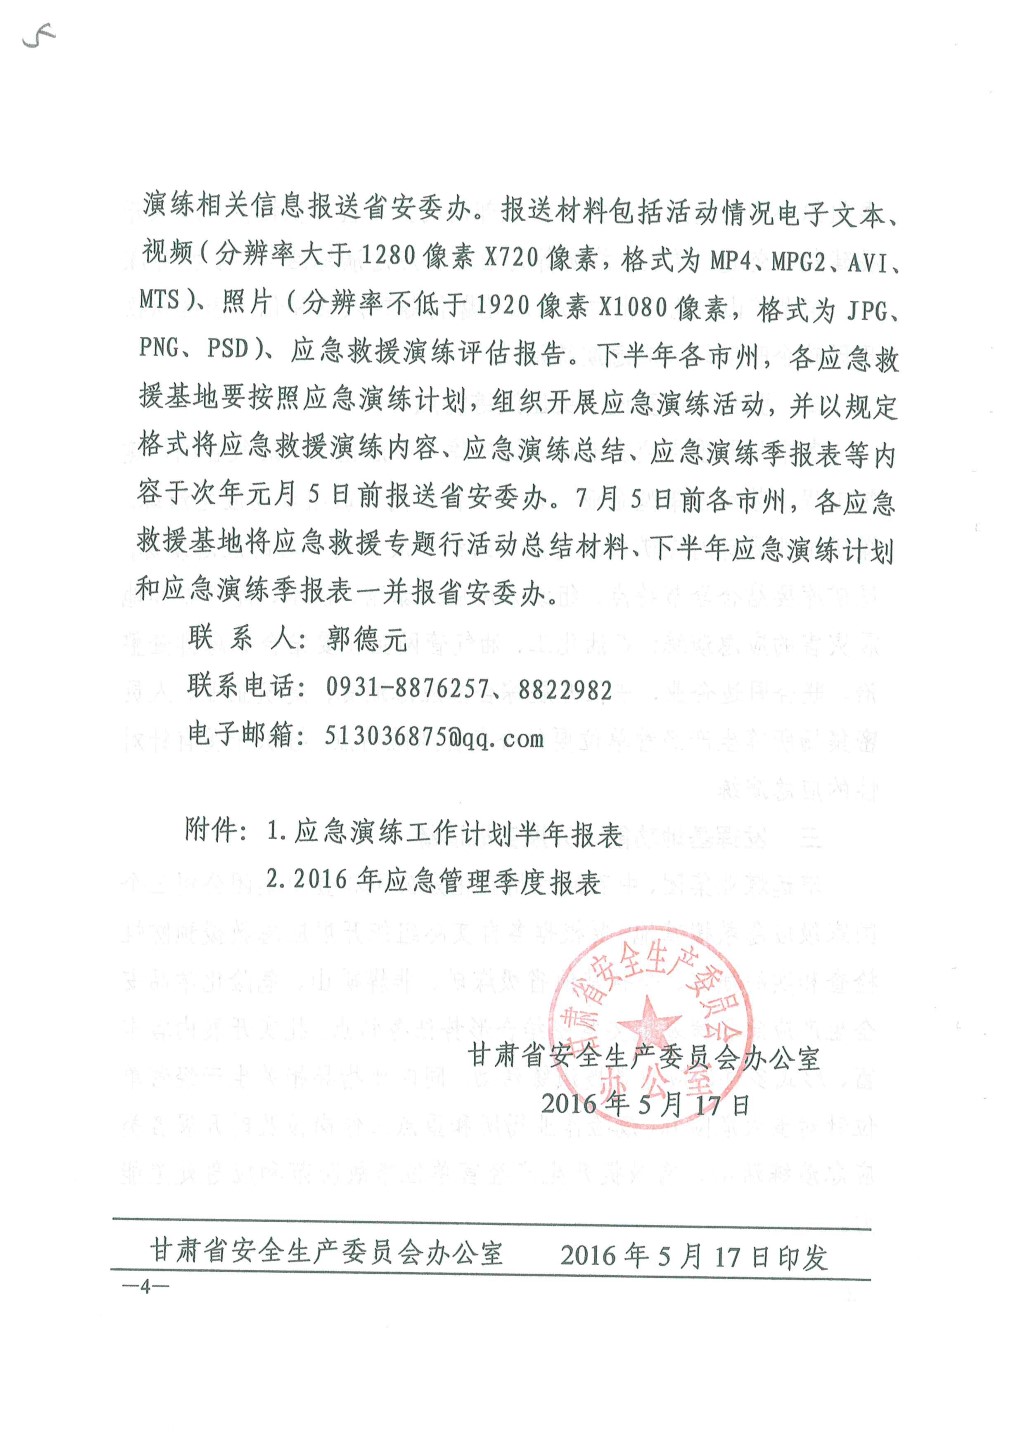 演练相关信息报送省安委办。报送材料包括活动情况电子文本、
视频(分辨率大于1280像素X720像素,格式为MP4、MPG2、AVI、
MTS)、照片(分辨率不低于1920像素X1080像素,格式为JPG、
PNG、PSD)、应急救援演练评估报告。下半年各市州,各应急救
援基地要按照应急演练计划,组织开展应急演练活动,并以规定
格式将应急救援演练内容、应急演练总结、应急演练季报表等内
容于次年元月5日前报送省安委办。7月5日前各市州,各应急
救援基地将应急救援专题行活动总结材料、下半年应急演练计划
和应急演练季报表一并报省安委办。
联 系 人:郭德元
联系电话:0931-8876257、8822982
电子邮箱:513036875@qq.com
附件:1.应急演练工作计划半年报表
2.2016年应急管理季度报表
甘肃省安全生产委员会
办公室
甘肃省安全生产委员会办公室
2016年5月17日
甘肃省安全生产委员会办公室 2016年5月17日印发
—4—